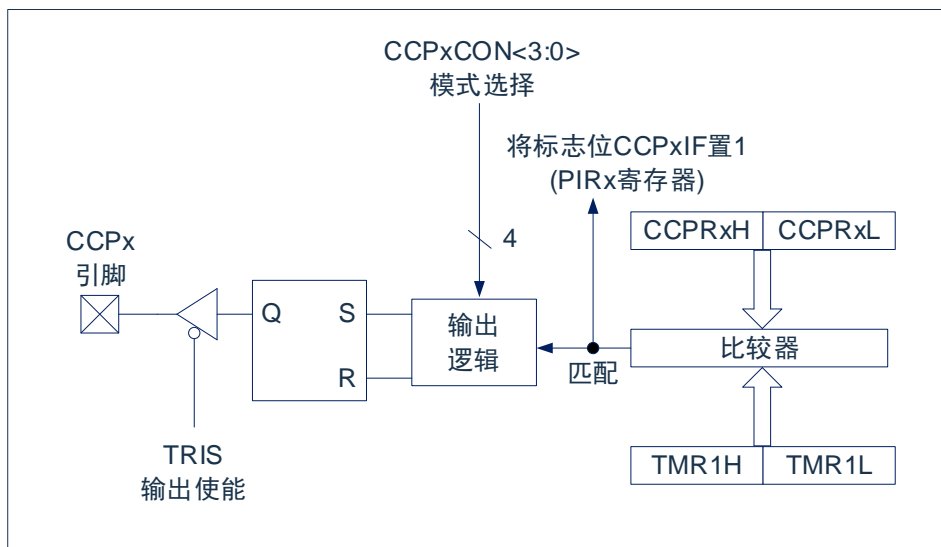 CCPxCON<3:0>
模式选择
将标志位CCPxIF置1
(PIRx寄存器)
CCPRxH CCPRxL
4
CCPx
引脚
Q
S
R
输出
逻辑
匹配
比较器
TRIS
输出使能
TMR1H TMR1L